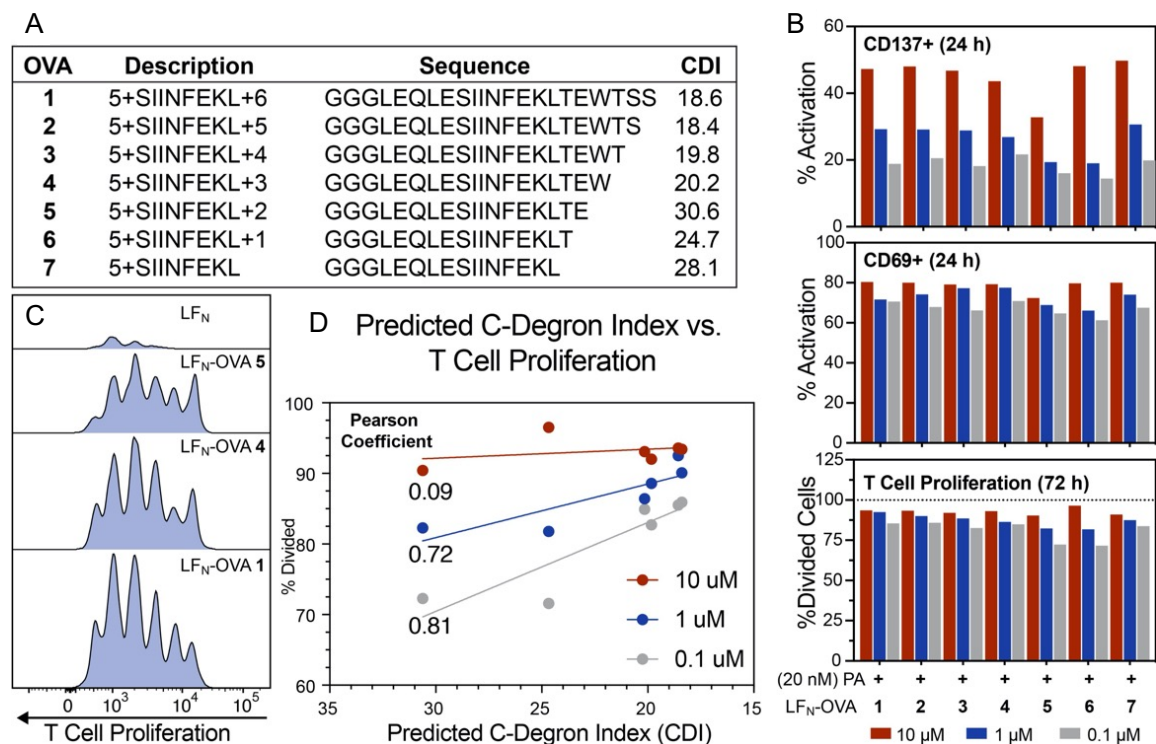 A
OVA Description Sequence CDI
1 5+SIINFEKL+6 GGGLEQLESIINFEKLTEWTSS 18.6
2 5+SIINFEKL+5 GGGLEQLESIINFEKLTEWTS 18.4
3 5+SIINFEKL+4 GGGLEQLESIINFEKLTEWT 19.8
4 5+SIINFEKL+3 GGGLEQLESIINFEKLTEW 20.2
5 5+SIINFEKL+2 GGGLEQLESIINFEKLTE 30.6
6 5+SIINFEKL+1 GGGLEQLESIINFEKLT 24.7
7 5+SIINFEKL GGGLEQLESIINFEKL 28.1
B
CD137+ (24 h)
% Activation
60
40
20
0
CD69+ (24 h)
% Activation
100
80
60
40
20
0
T Cell Proliferation (72 h)
%Divided Cells
125
100
75
50
25
0
(20 nM) PA + + + + + + +
LFN-OVA 1 2 3 4 5 6 7
10 µM 1 µM 0.1 µM
C
LFN
LFN-OVA 5
LFN-OVA 4
LFN-OVA 1
0 10³ 10⁴ 10⁵
T Cell Proliferation
D
Predicted C-Degron Index vs.
T Cell Proliferation
Pearson
Coefficient
0.09
0.72
0.81
10 uM
1 uM
0.1 uM
% Divided
100
90
80
70
60
35 30 25 20 15
Predicted C-Degron Index (CDI)